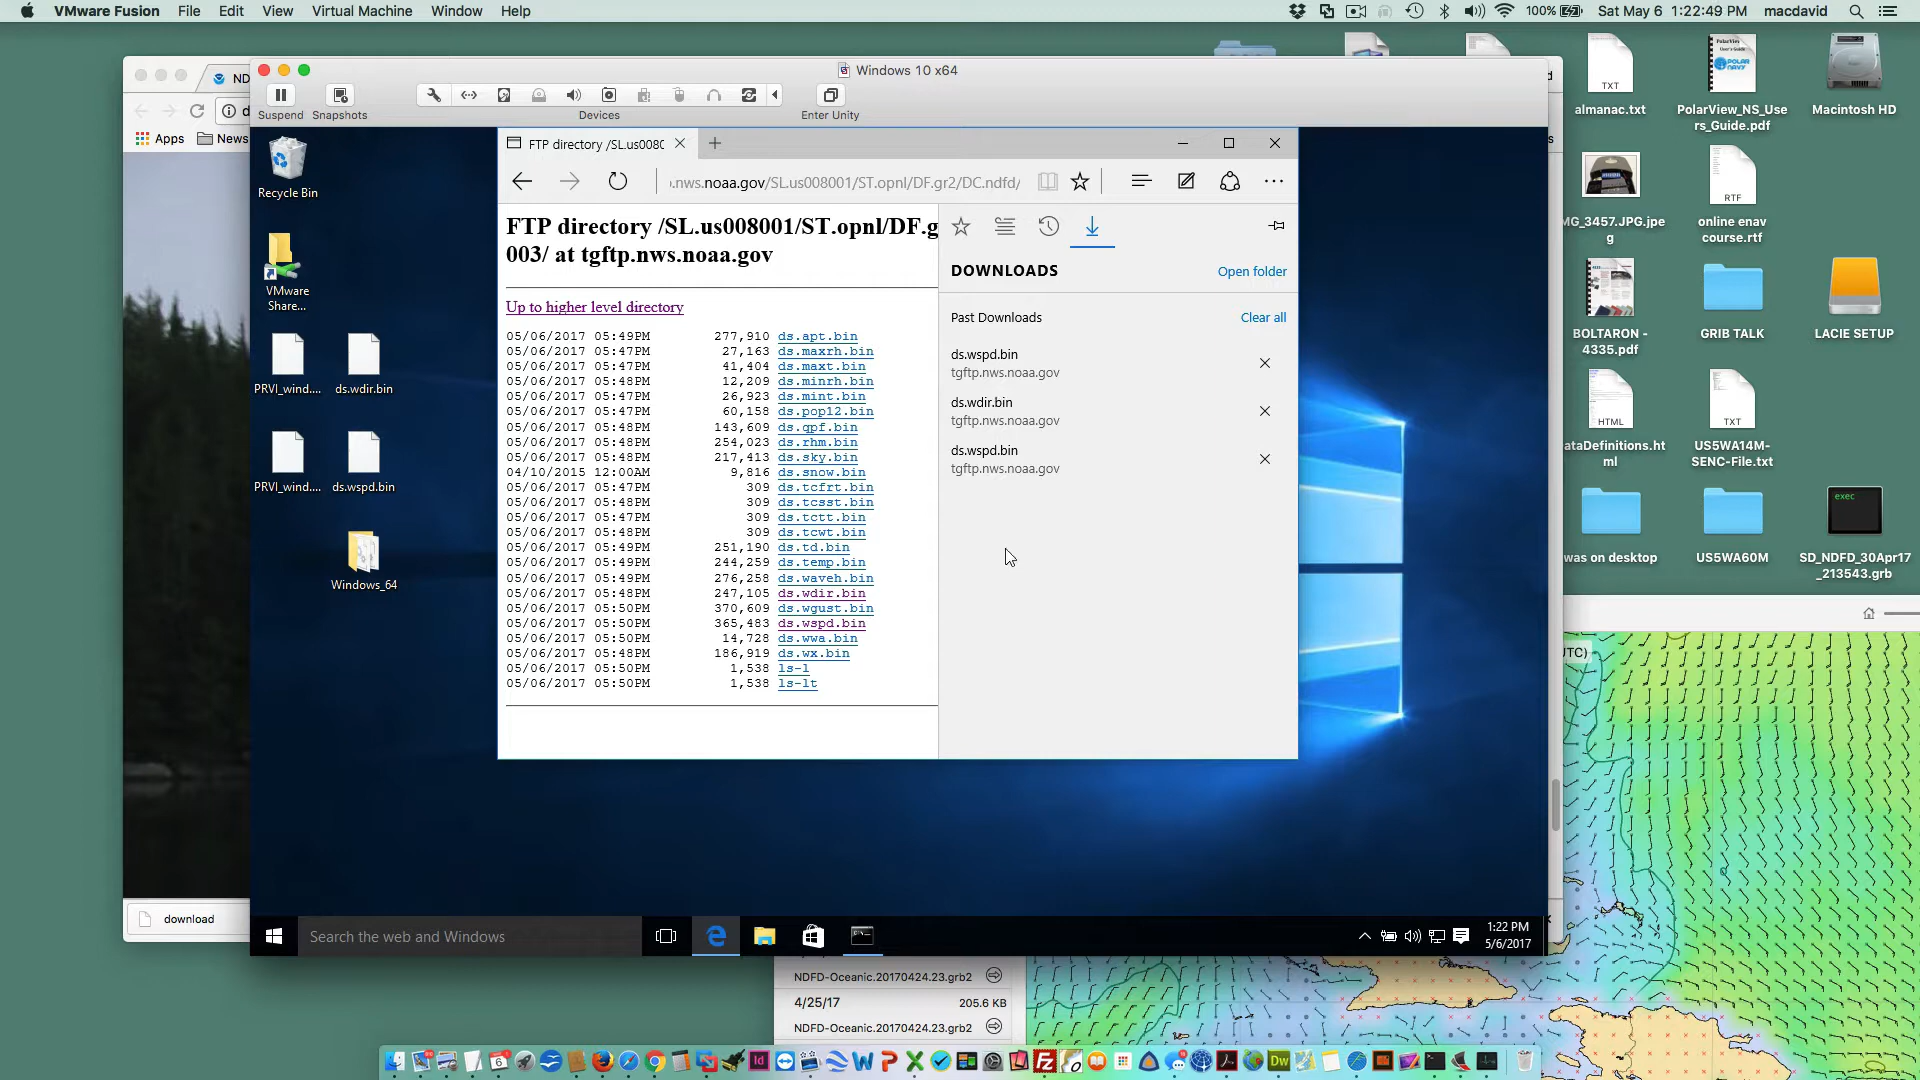 VMware Fusion File Edit View Virtual Machine Window Help
100% Sat May 6 1:22:49 PM macdavid
Windows 10 x64
Suspend Snapshots Devices Enter Unity
ND
Apps News
download
Recycle Bin
VMware
Share...
PRVI_wind....
ds.wdir.bin
PRVI_wind....
ds.wspd.bin
Windows_64
FTP directory /SL.us008C
.nws.noaa.gov/SL.us008001/ST.opnl/DF.gr2/DC.ndfd/
FTP directory /SL.us008001/ST.opnl/DF.g
003/ at tgftp.nws.noaa.gov
Up to higher level directory
05/06/2017 05:49PM 277,910 ds.apt.bin
05/06/2017 05:47PM 27,163 ds.maxrh.bin
05/06/2017 05:47PM 41,404 ds.maxt.bin
05/06/2017 05:48PM 12,209 ds.minrh.bin
05/06/2017 05:47PM 26,923 ds.mint.bin
05/06/2017 05:47PM 60,158 ds.pop12.bin
05/06/2017 05:48PM 143,609 ds.qpf.bin
05/06/2017 05:48PM 254,023 ds.rhm.bin
05/06/2017 05:48PM 217,413 ds.sky.bin
04/10/2015 12:00AM 9,816 ds.snow.bin
05/06/2017 05:47PM 309 ds.tcfrt.bin
05/06/2017 05:48PM 309 ds.tcsst.bin
05/06/2017 05:47PM 309 ds.tctt.bin
05/06/2017 05:48PM 309 ds.tcwt.bin
05/06/2017 05:49PM 251,190 ds.td.bin
05/06/2017 05:49PM 244,259 ds.temp.bin
05/06/2017 05:49PM 276,258 ds.waveh.bin
05/06/2017 05:48PM 247,105 ds.wdir.bin
05/06/2017 05:50PM 370,609 ds.wgust.bin
05/06/2017 05:50PM 365,483 ds.wspd.bin
05/06/2017 05:50PM 14,728 ds.wwa.bin
05/06/2017 05:48PM 186,919 ds.wx.bin
05/06/2017 05:50PM 1,538 ls-l
05/06/2017 05:50PM 1,538 ls-lt
DOWNLOADS Open folder
Past Downloads Clear all
ds.wspd.bin
tgftp.nws.noaa.gov
ds.wdir.bin
tgftp.nws.noaa.gov
ds.wspd.bin
tgftp.nws.noaa.gov
Search the web and Windows
1:22 PM
5/6/2017
TXT
almanac.txt
PolarView_NS_Use
rs_Guide.pdf
Macintosh HD
MG_3457.JPG.jpe
g
RTF
online enav
course.rtf
BOLTARON -
4335.pdf
GRIB TALK
LACIE SETUP
HTML
ataDefinitions.ht
ml
TXT
US5WA14M-
SENC-File.txt
was on desktop
US5WA60M
exec
SD_NDFD_30Apr17
_213543.grb
UTC)
NDFD-Oceanic.20170424.23.grb2
4/25/17 205.6 KB
NDFD-Oceanic.20170424.23.grb2